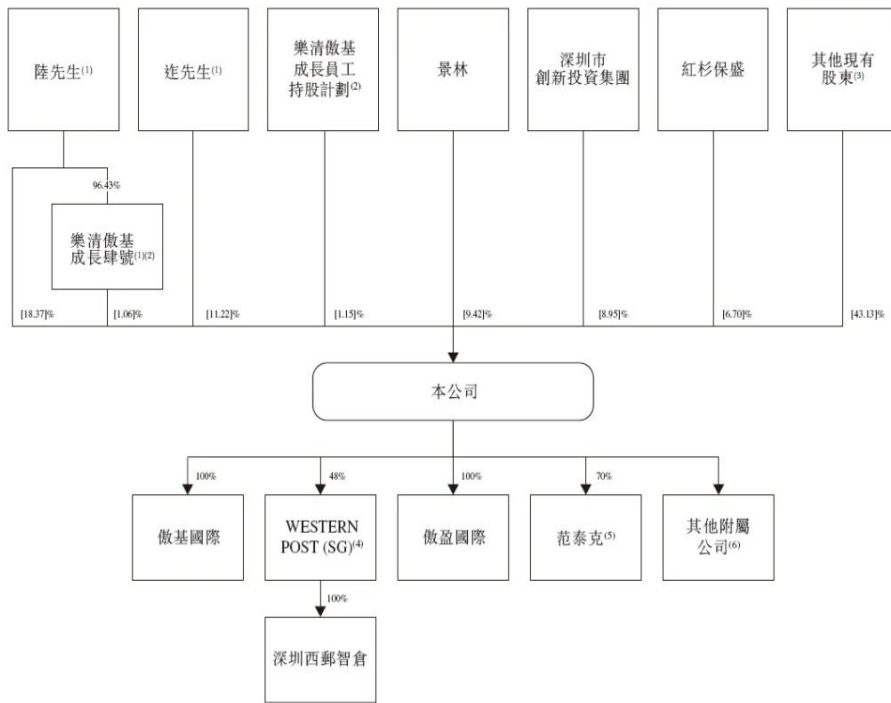 陸先生(1)
迮先生(1)
樂清傲基
成長員工
持股計劃(2)
景林
深圳市
創新投資集團
紅杉保盛
其他現有
股東(3)
96.43%
樂清傲基
成長肆號(1)(2)
[18.37]%
[1.06]%
[11.22]%
[1.15]%
[9.42]%
[8.95]%
[6.70]%
[43.13]%
本公司
100%
48%
100%
70%
傲基國際
WESTERN
POST (SG)(4)
傲盈國際
范泰克(5)
其他附屬
公司(6)
100%
深圳西郵智倉